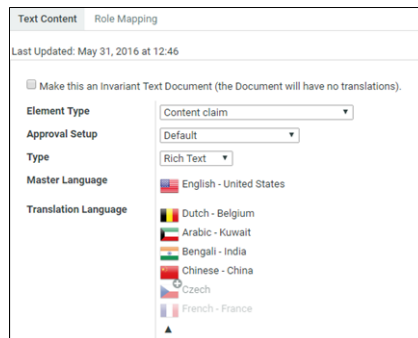 Text Content Role Mapping
Last Updated: May 31, 2016 at 12:46
Make this an Invariant Text Document (the Document will have no translations).
Element Type Content claim
Approval Setup Default
Type Rich Text
Master Language English - United States
Translation Language Dutch - Belgium
Arabic - Kuwait
Bengali - India
Chinese - China
Czech
French - France